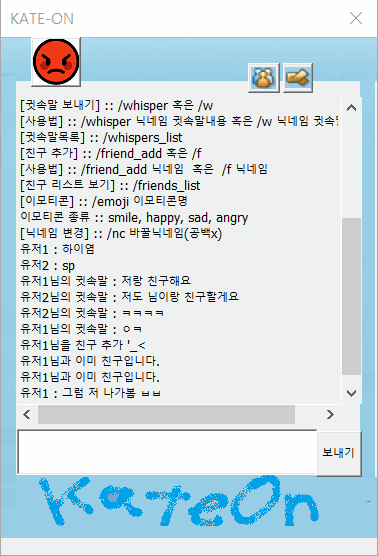 KATE-ON
[귓속말 보내기] :: /whisper 혹은 /w
[사용법] :: /whisper 닉네임 귓속말내용 혹은 /w 닉네임 귓속말
[귓속말목록] :: /whispers_list
[친구 추가] :: /friend_add 혹은 /f
[사용법] :: /friend_add 닉네임 혹은 /f 닉네임
[친구 리스트 보기] :: /friends_list
[이모티콘] :: /emoji 이모티콘명
이모티콘 종류 :: smile, happy, sad, angry
[닉네임 변경] :: /nc 바꿀닉네임(공백x)
유저1 : 하이염
유저2 : sp
유저1님의 귓속말 : 저랑 친구해요
유저2님의 귓속말 : 저도 님이랑 친구할게요
유저2님의 귓속말 : ㅋㅋㅋㅋ
유저1님의 귓속말 : ㅇㅋ
유저1님을 친구 추가 '_<
유저1님과 이미 친구입니다.
유저1님과 이미 친구입니다.
유저1 : 그럼 저 나가봄 ㅂㅂ
보내기
KateOn